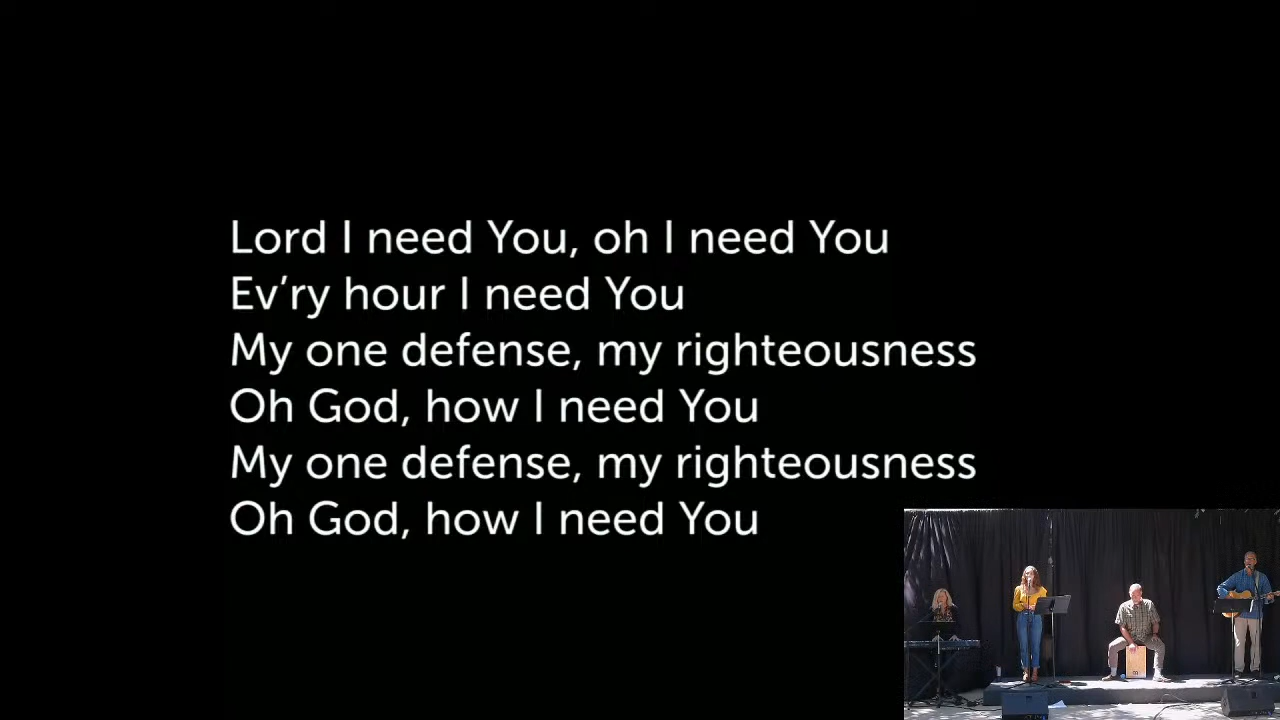 Lord I need You, oh I need You
Ev’ry hour I need You
My one defense, my righteousness
Oh God, how I need You
My one defense, my righteousness
Oh God, how I need You